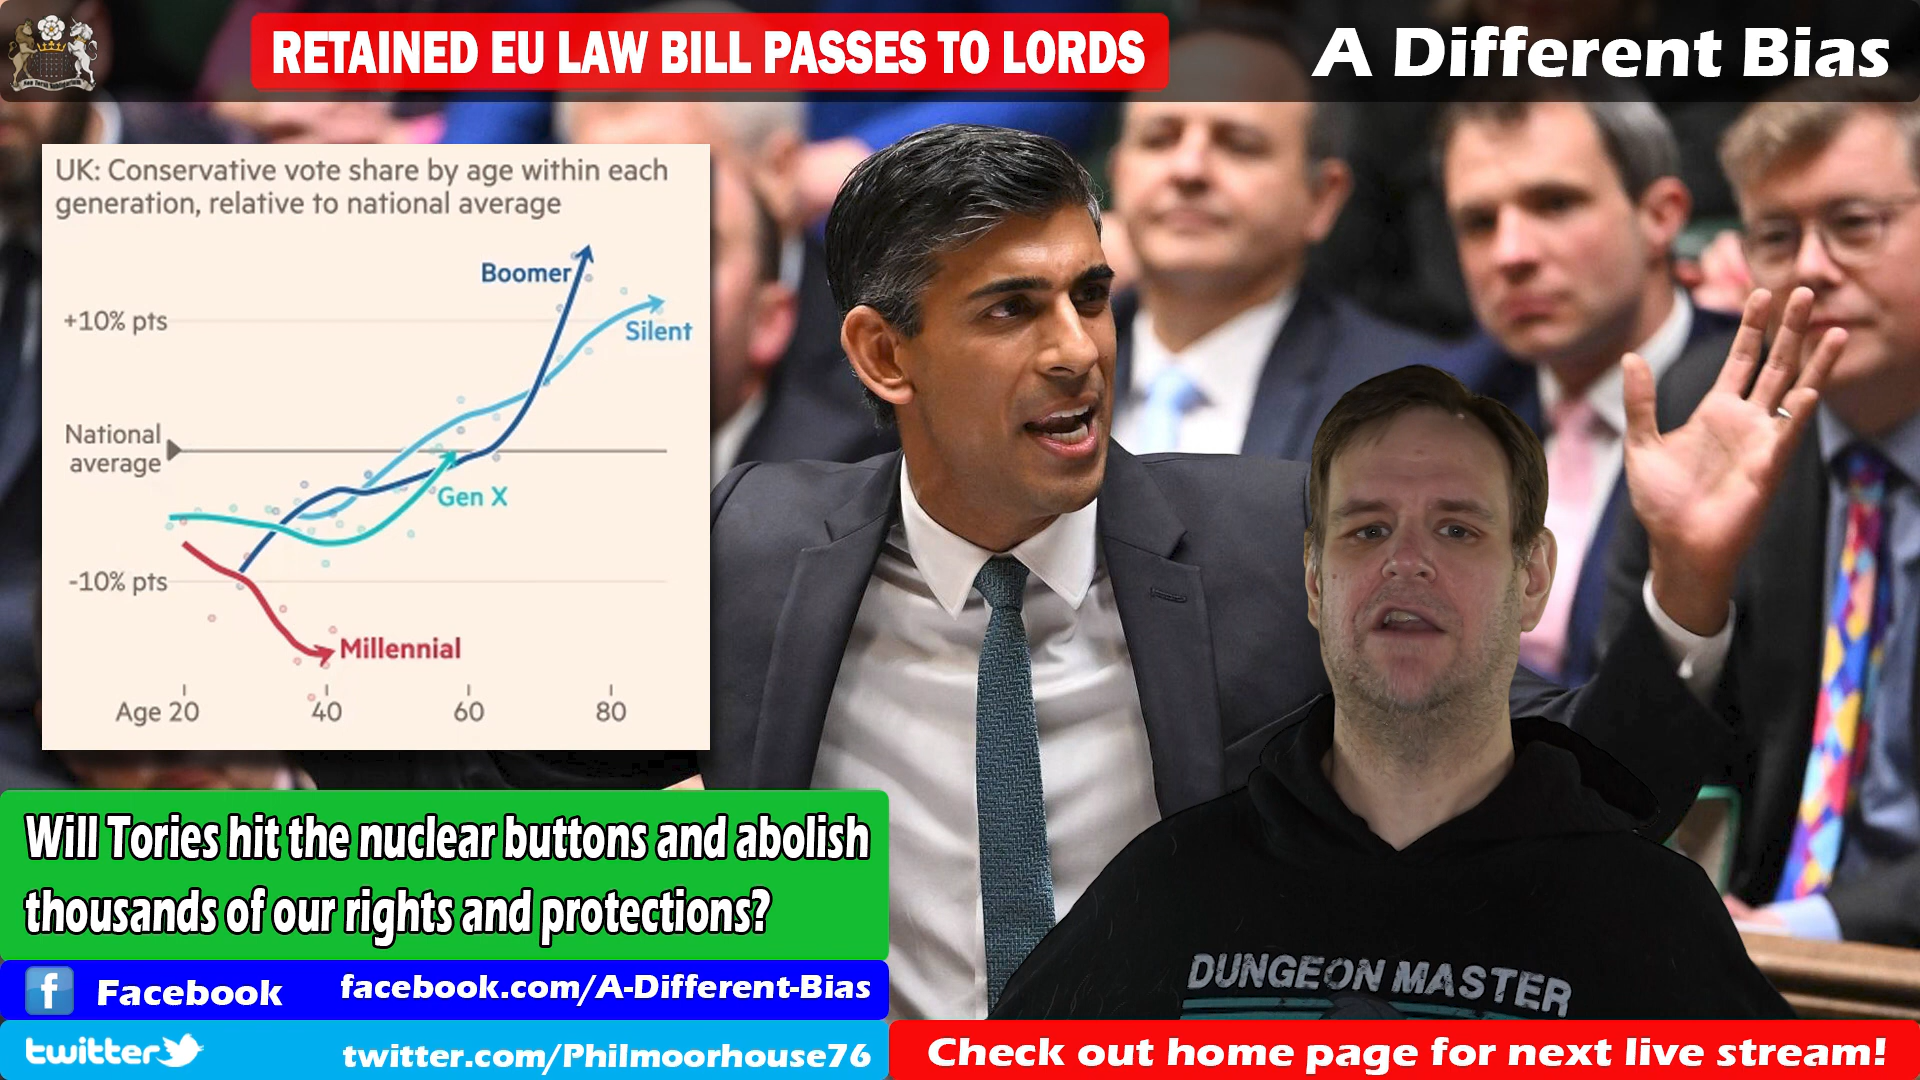 RETAINED EU LAW BILL PASSES TO LORDS
A Different Bias
UK: Conservative vote share by age within each
generation, relative to national average
Boomer
+10% pts
Silent
National
average
Gen X
-10% pts
Millennial
Age 20 40 60 80
Will Tories hit the nuclear buttons and abolish
thousands of our rights and protections?
f Facebook facebook.com/A-Different-Bias
twitter twitter.com/Philmoorhouse76
DUNGEON MASTER
Check out home page for next live stream!